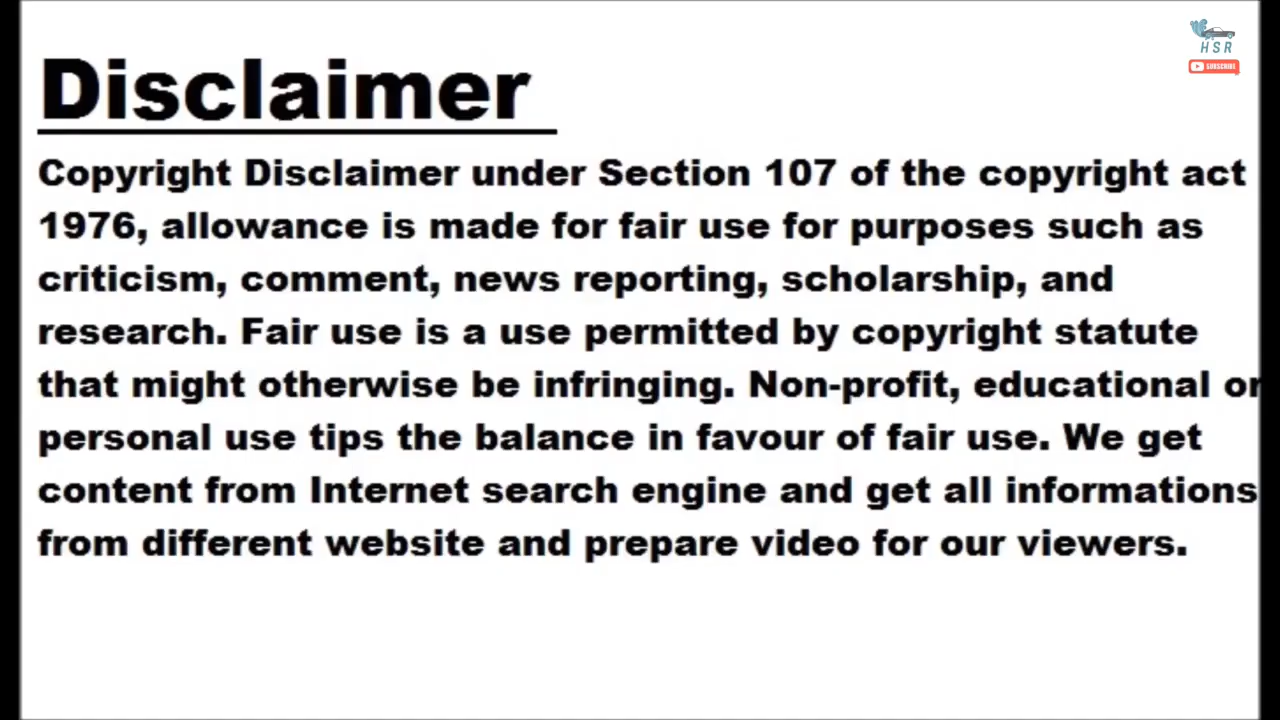 HSR
SUBSCRIBE
Disclaimer
Copyright Disclaimer under Section 107 of the copyright act
1976, allowance is made for fair use for purposes such as
criticism, comment, news reporting, scholarship, and
research. Fair use is a use permitted by copyright statute
that might otherwise be infringing. Non-profit, educational or
personal use tips the balance in favour of fair use. We get
content from Internet search engine and get all informations
from different website and prepare video for our viewers.